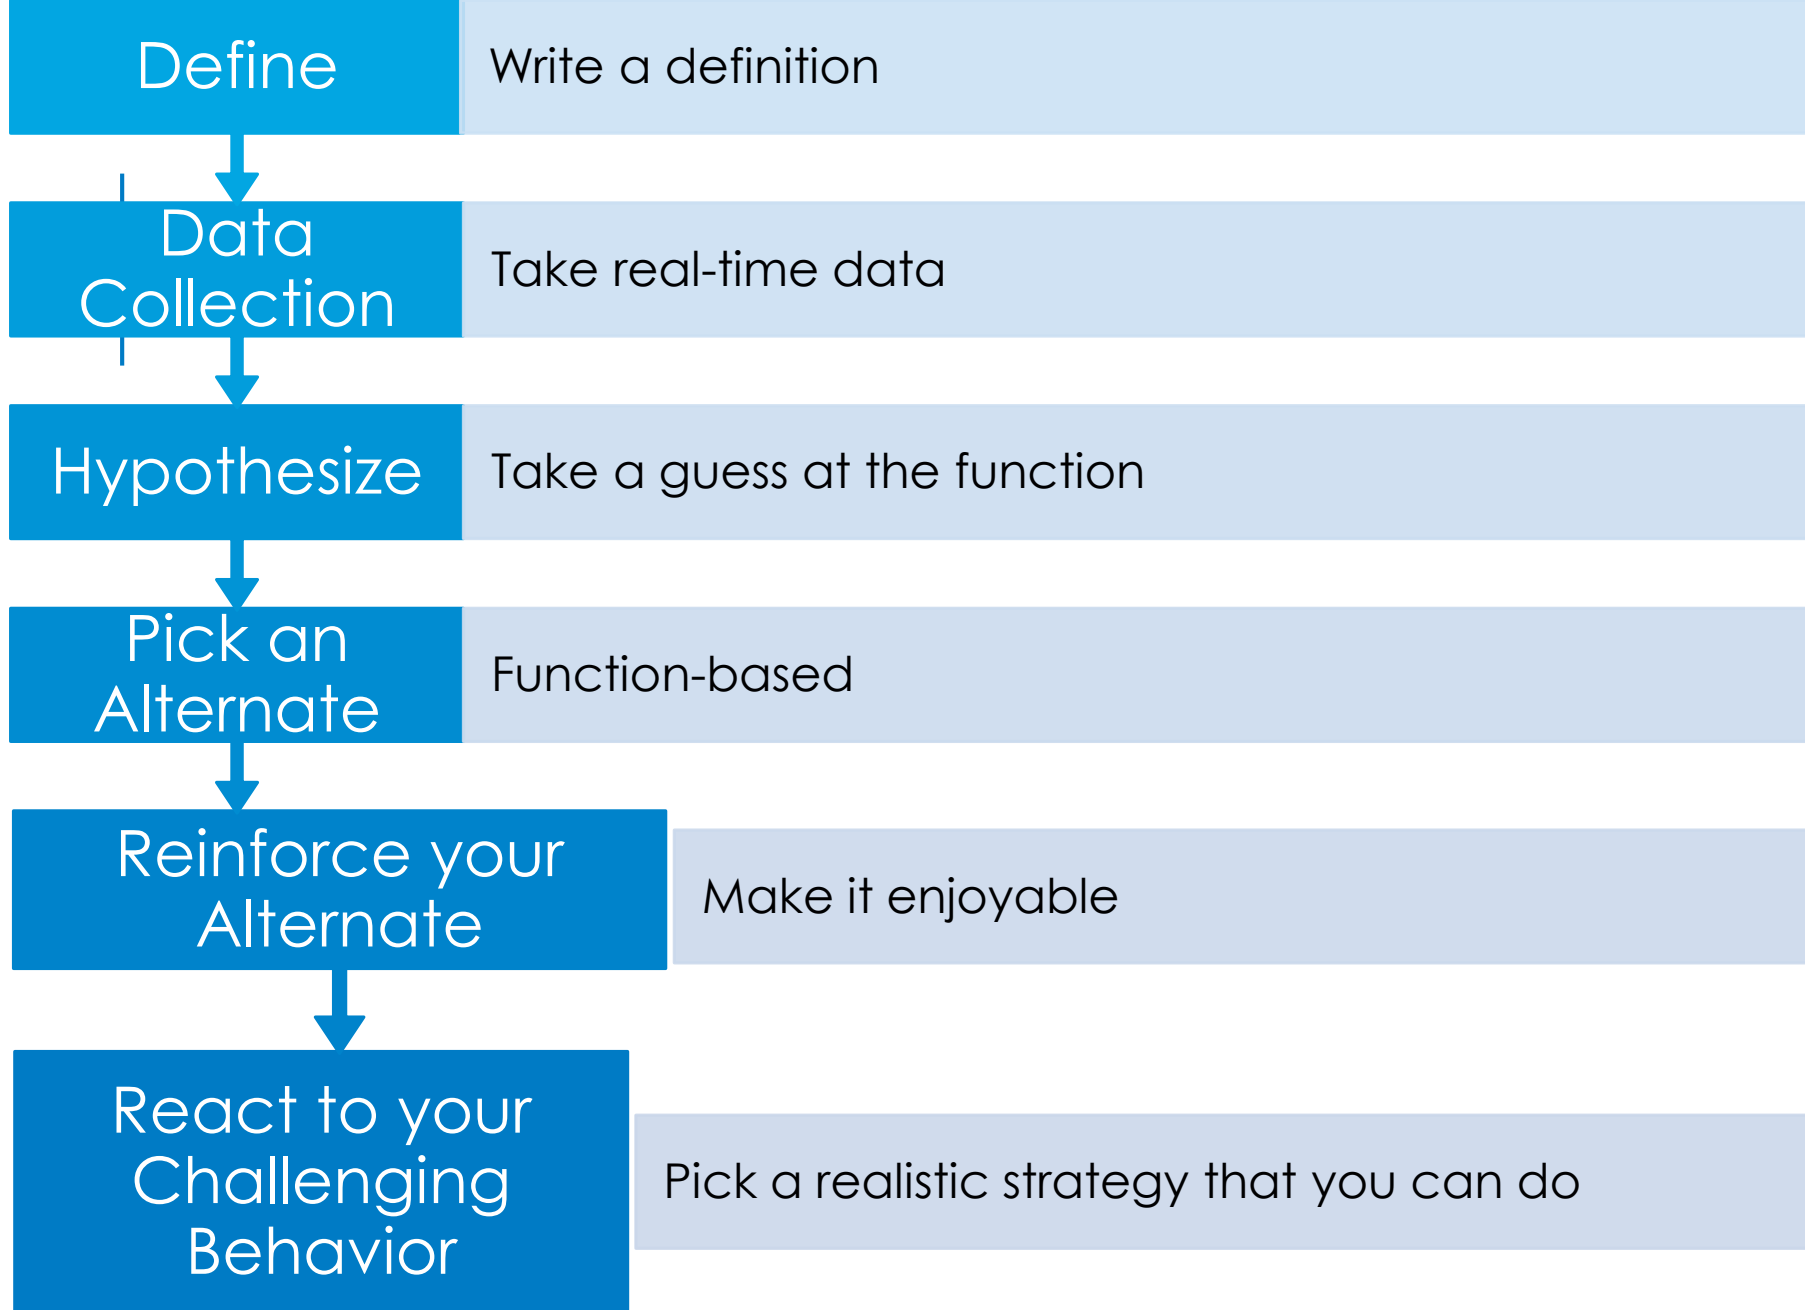 Define
Write a definition
Data
Collection
Take real-time data
Hypothesize
Take a guess at the function
Pick an
Alternate
Function-based
Reinforce your
Alternate
Make it enjoyable
React to your
Challenging
Behavior
Pick a realistic strategy that you can do